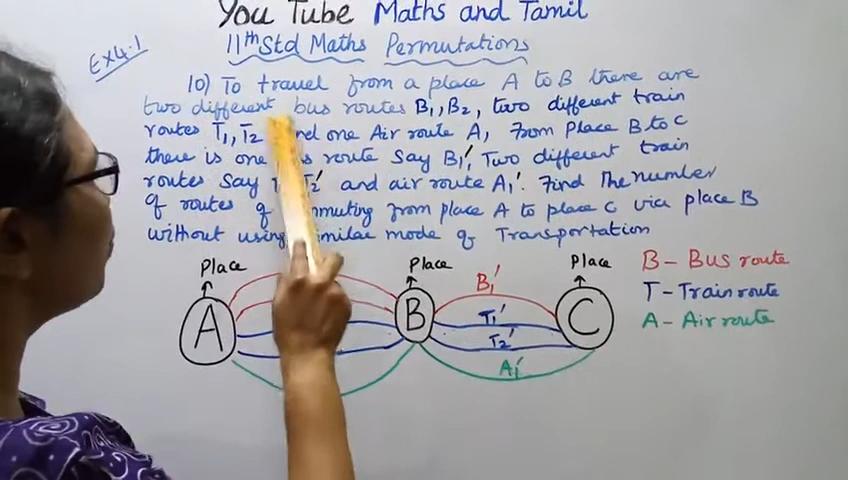 You Tube Maths and Tamil
11th Std Maths Permutations
Ex 4.1
10) To travel from a place A to B there are
two different bus routes B1, B2, two different train
routes T1, T2 and one Air route A1 From Place B to C
there is one route say B1', Two different train
routes say T2' and air route A1'. Find The number
of routes of commuting from place A to place C via place B
without using similar mode of Transportation
Place Place Place
A B C
B1'
T1'
T2'
A1'
B - Bus route
T - Train route
A - Air route